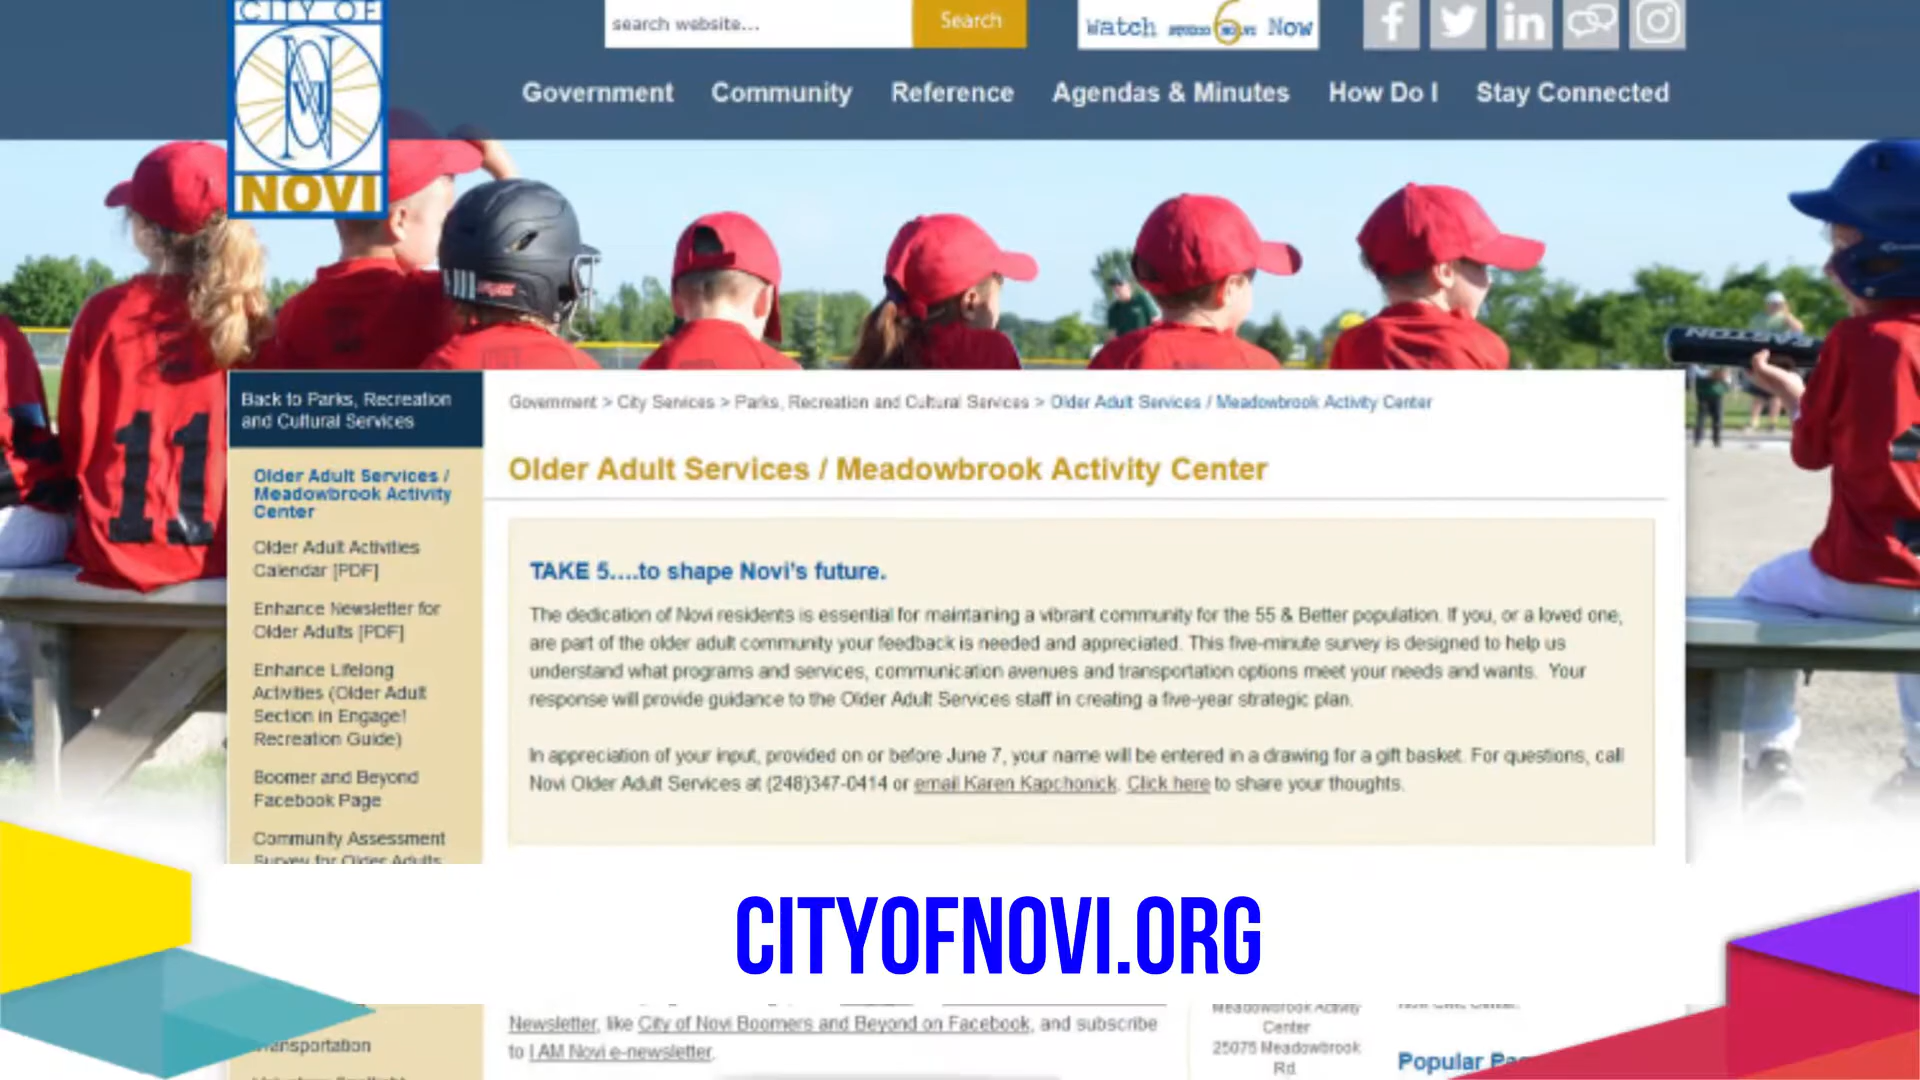 CITY OF
NOVI
search website...
Search
Watch
6
Now
Government
Community
Reference
Agendas & Minutes
How Do I
Stay Connected
11
EASTON
Back to Parks, Recreation
and Cultural Services
Older Adult Services /
Meadowbrook Activity
Center
Older Adult Activities
Calendar [PDF]
Enhance Newsletter for
Older Adults [PDF]
Enhance Lifelong
Activities (Older Adult
Section in Engage!
Recreation Guide)
Boomer and Beyond
Facebook Page
Community Assessment
Survey for Older Adults
Government > City Services > Parks, Recreation and Cultural Services > Older Adult Services / Meadowbrook Activity Center
Older Adult Services / Meadowbrook Activity Center
TAKE 5....to shape Novi's future.
The dedication of Novi residents is essential for maintaining a vibrant community for the 55 & Better population. If you, or a loved one,
are part of the older adult community your feedback is needed and appreciated. This five-minute survey is designed to help us
understand what programs and services, communication avenues and transportation options meet your needs and wants. Your
response will provide guidance to the Older Adult Services staff in creating a five-year strategic plan.
In appreciation of your input, provided on or before June 7, your name will be entered in a drawing for a gift basket. For questions, call
Novi Older Adult Services at (248)347-0414 or email Karen Kapchonick. Click here to share your thoughts.
CITYOFNOVI.ORG
Newsletter, like City of Novi Boomers and Beyond on Facebook, and subscribe
to I AM Novi e-newsletter.
Meadowbrook Activity
Center
25075 Meadowbrook
Rd.
Popular